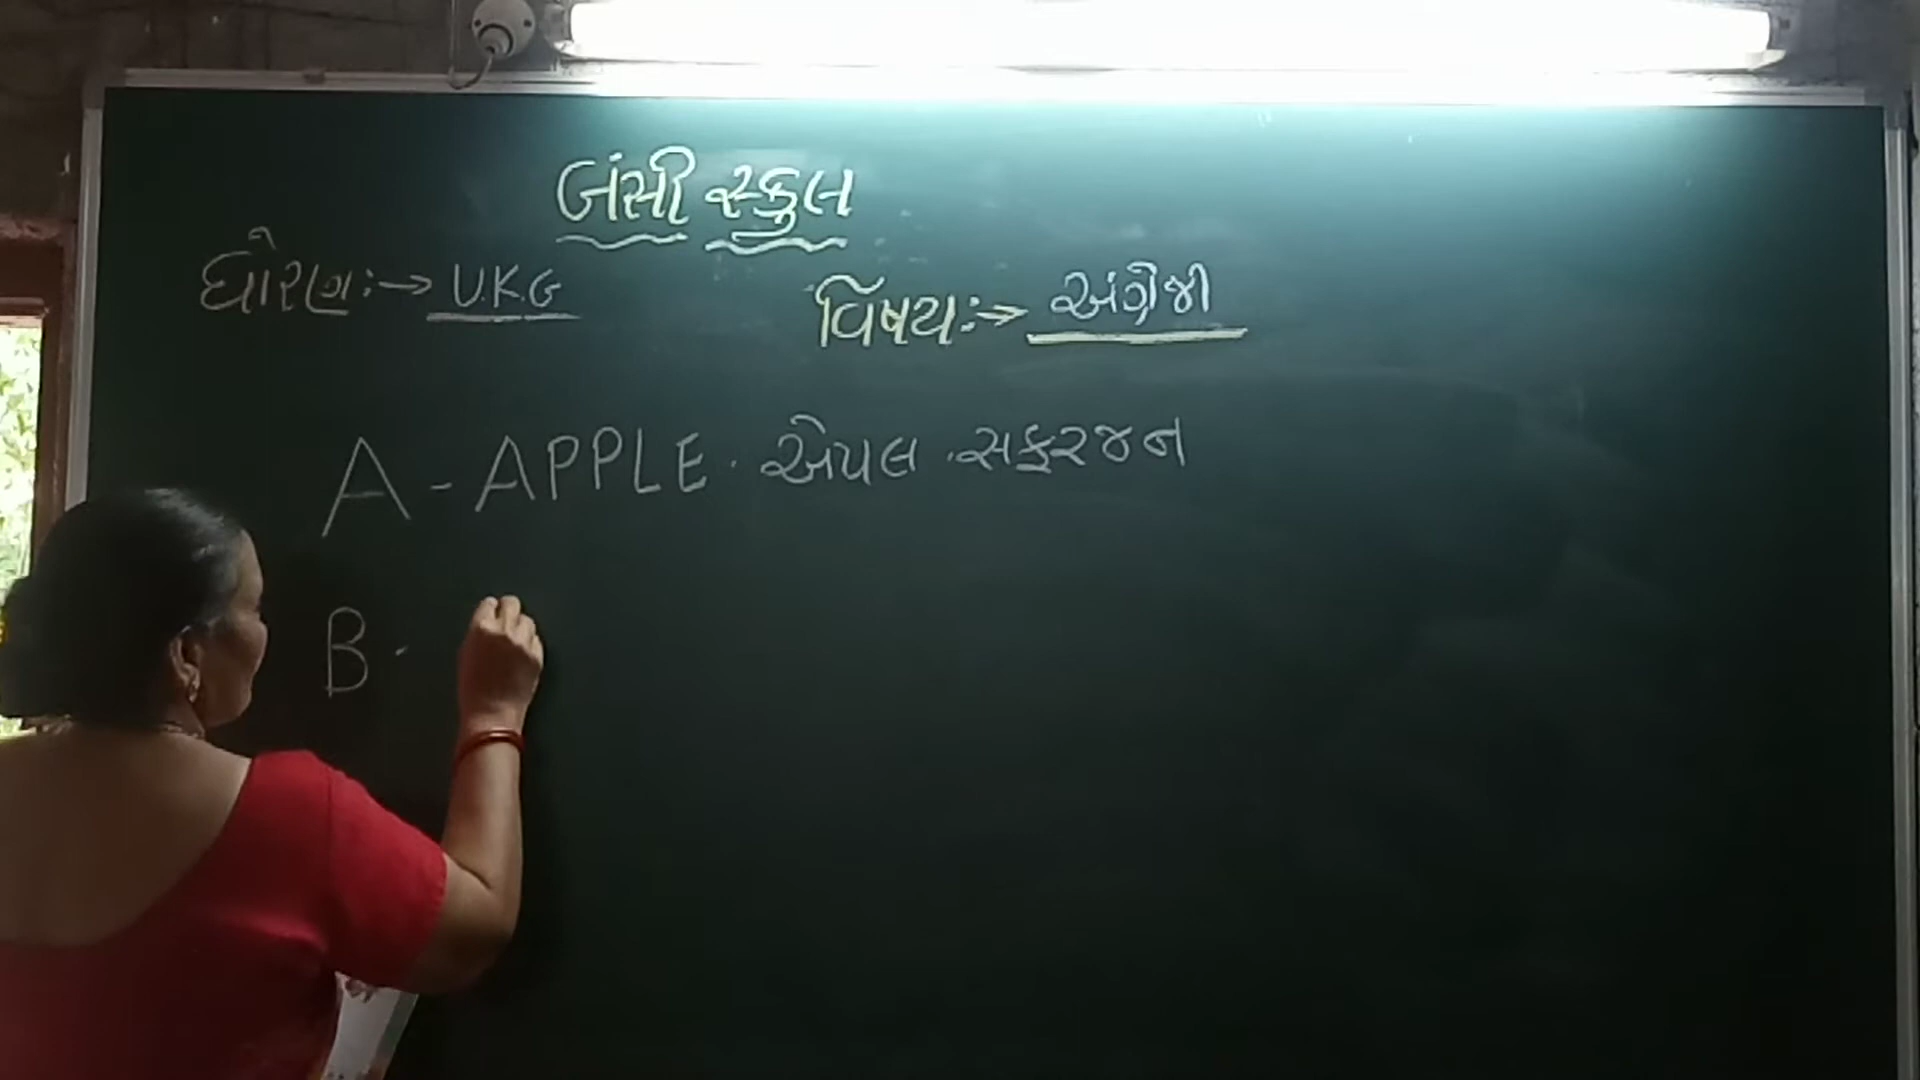 બંસી સ્કુલ
ધોરણ:→ U.K.G
વિષય:→ અંગ્રેજી
A - APPLE. એપલ . સફરજન
B -